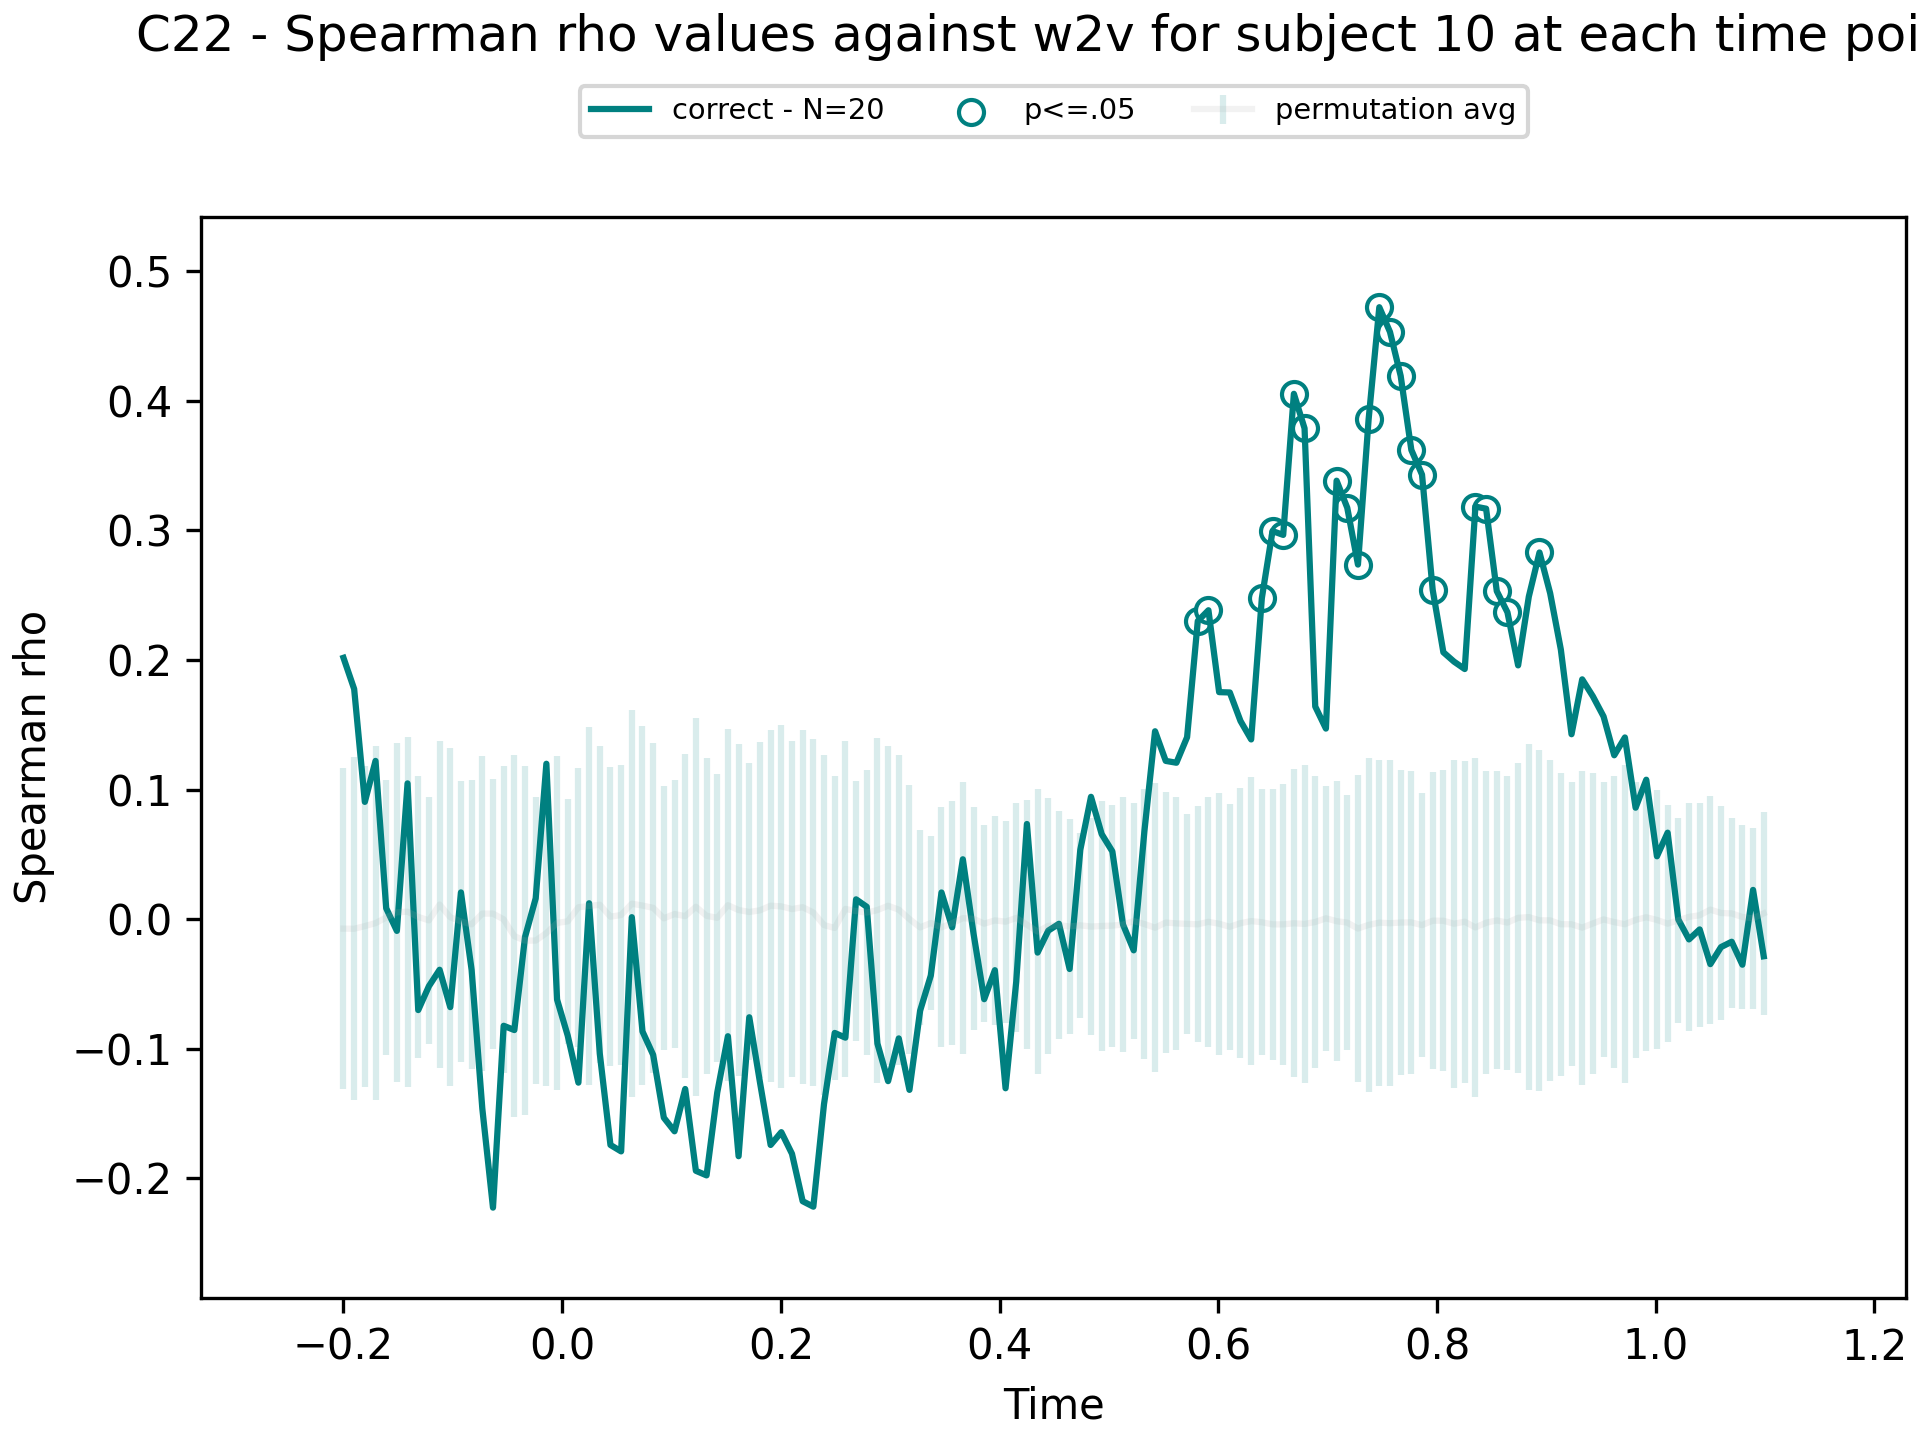 C22 - Spearman rho values against w2v for subject 10 at each time poi
correct - N=20 p<=.05 permutation avg
0.5
0.4
0.3
0.2
0.1
0.0
−0.1
−0.2
Spearman rho
−0.2 0.0 0.2 0.4 0.6 0.8 1.0 1.2
Time